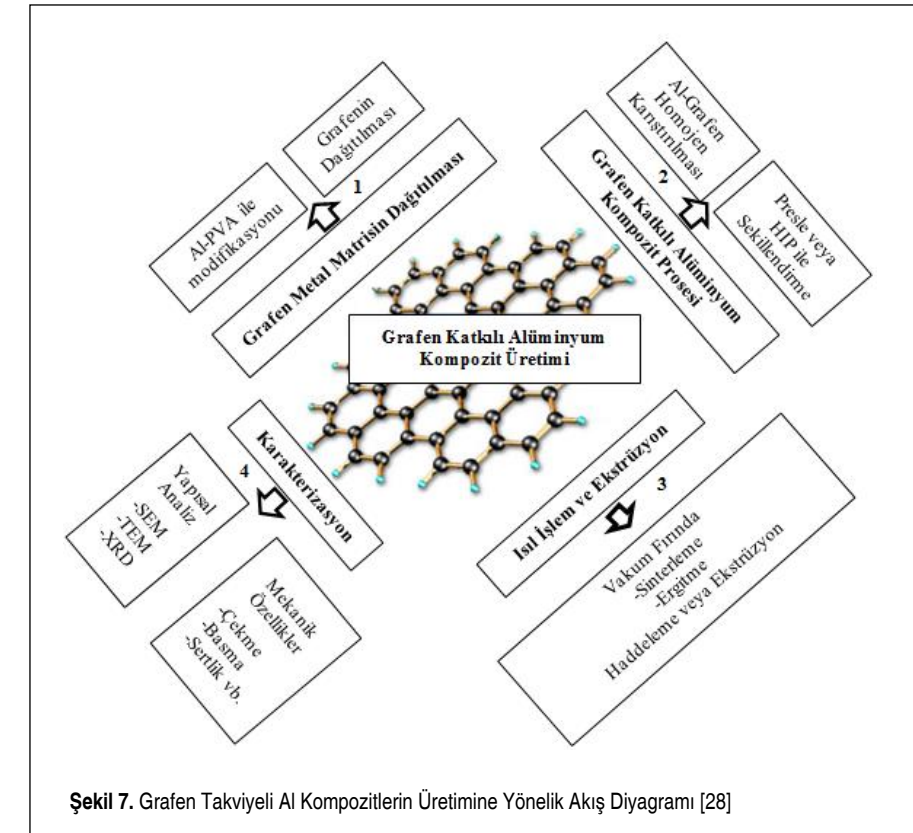 Grafenin
Dağıtılması
1
Al-PVA ile
modifikasyonu
Grafen Metal Matrisin Dağıtılması
Al-Grafen
Homojen
Karıştırılması
2
Presle veya
HIP ile
Şekillendirme
Grafen Katkılı Alüminyum
Kompozit Prosesi
Grafen Katkılı Alüminyum
Kompozit Üretimi
Isıl İşlem ve Ekstrüzyon
3
Vakum Fırında
-Sinterleme
-Ergitme
Haddeleme veya Ekstrüzyon
Karakterizasyon
4
Yapısal
Analiz
-SEM
-TEM
-XRD
Mekanik
Özellikler
-Çekme
-Basma
-Sertlik vb.
Şekil 7. Grafen Takviyeli Al Kompozitlerin Üretimine Yönelik Akış Diyagramı [28]